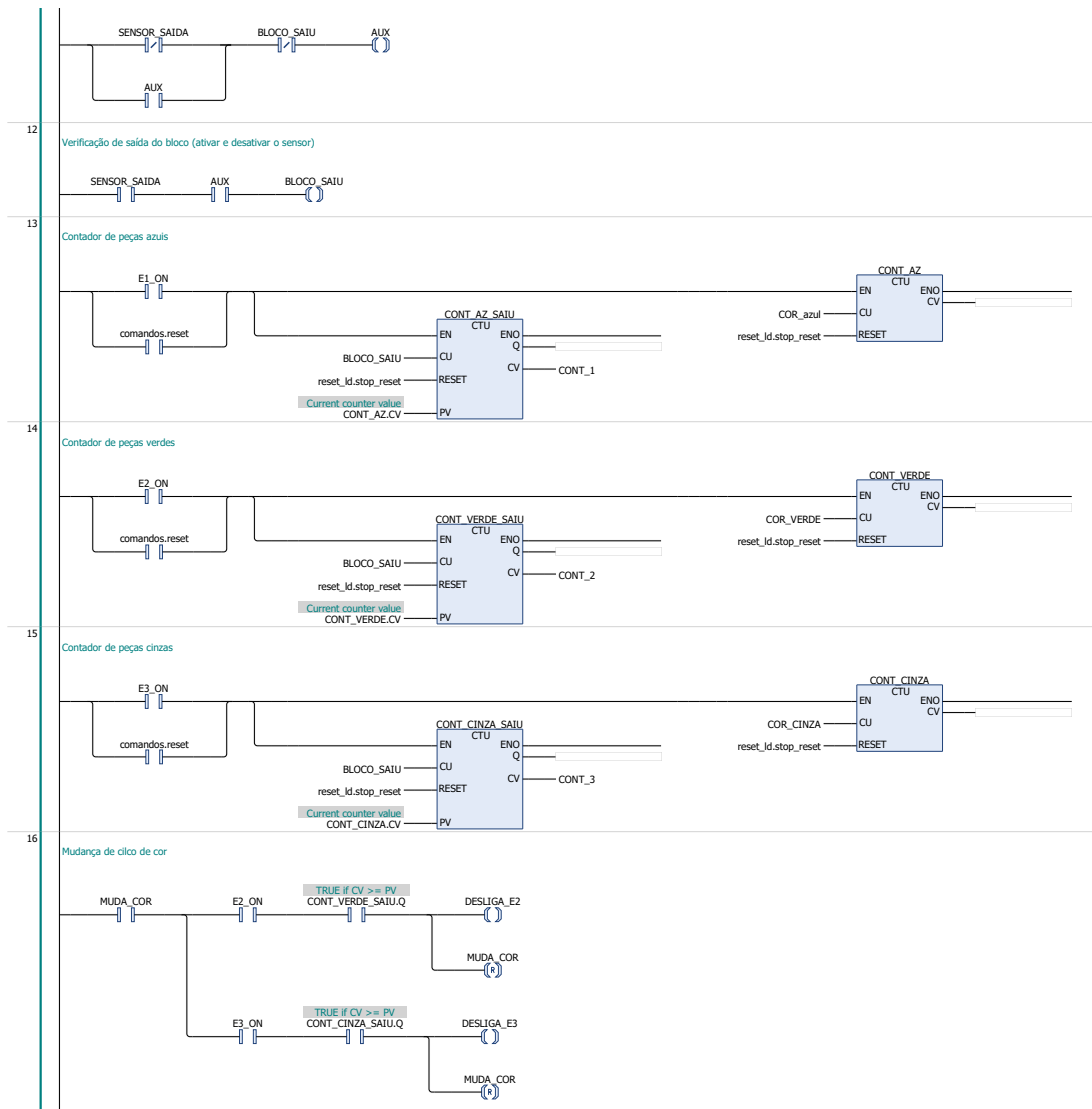 SENSOR_SAIDA BLOCO_SAIU AUX
AUX
12
Verificação de saída do bloco (ativar e desativar o sensor)
SENSOR_SAIDA AUX BLOCO_SAIU
13
Contador de peças azuis
E1_ON
comandos.reset
CONT_AZ_SAIU
CTU
EN ENO
Q
BLOCO_SAIU CU
CV CONT_1
reset_ld.stop_reset RESET
Current counter value
CONT_AZ.CV PV
CONT_AZ
CTU
EN ENO
CV
COR_azul CU
reset_ld.stop_reset RESET
14
Contador de peças verdes
E2_ON
comandos.reset
CONT_VERDE_SAIU
CTU
EN ENO
Q
BLOCO_SAIU CU
CV CONT_2
reset_ld.stop_reset RESET
Current counter value
CONT_VERDE.CV PV
CONT_VERDE
CTU
EN ENO
CV
COR_VERDE CU
reset_ld.stop_reset RESET
15
Contador de peças cinzas
E3_ON
comandos.reset
CONT_CINZA_SAIU
CTU
EN ENO
Q
BLOCO_SAIU CU
CV CONT_3
reset_ld.stop_reset RESET
Current counter value
CONT_CINZA.CV PV
CONT_CINZA
CTU
EN ENO
CV
COR_CINZA CU
reset_ld.stop_reset RESET
16
Mudança de cilco de cor
TRUE if CV >= PV
MUDA_COR E2_ON CONT_VERDE_SAIU.Q DESLIGA_E2
MUDA_COR
R
TRUE if CV >= PV
E3_ON CONT_CINZA_SAIU.Q DESLIGA_E3
MUDA_COR
R